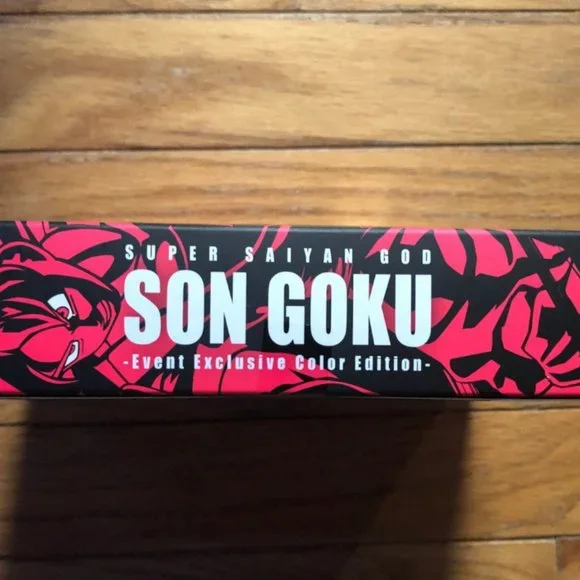 SUPER SAIYAN GOD
SON GOKU
-Event Exclusive Color Edition-